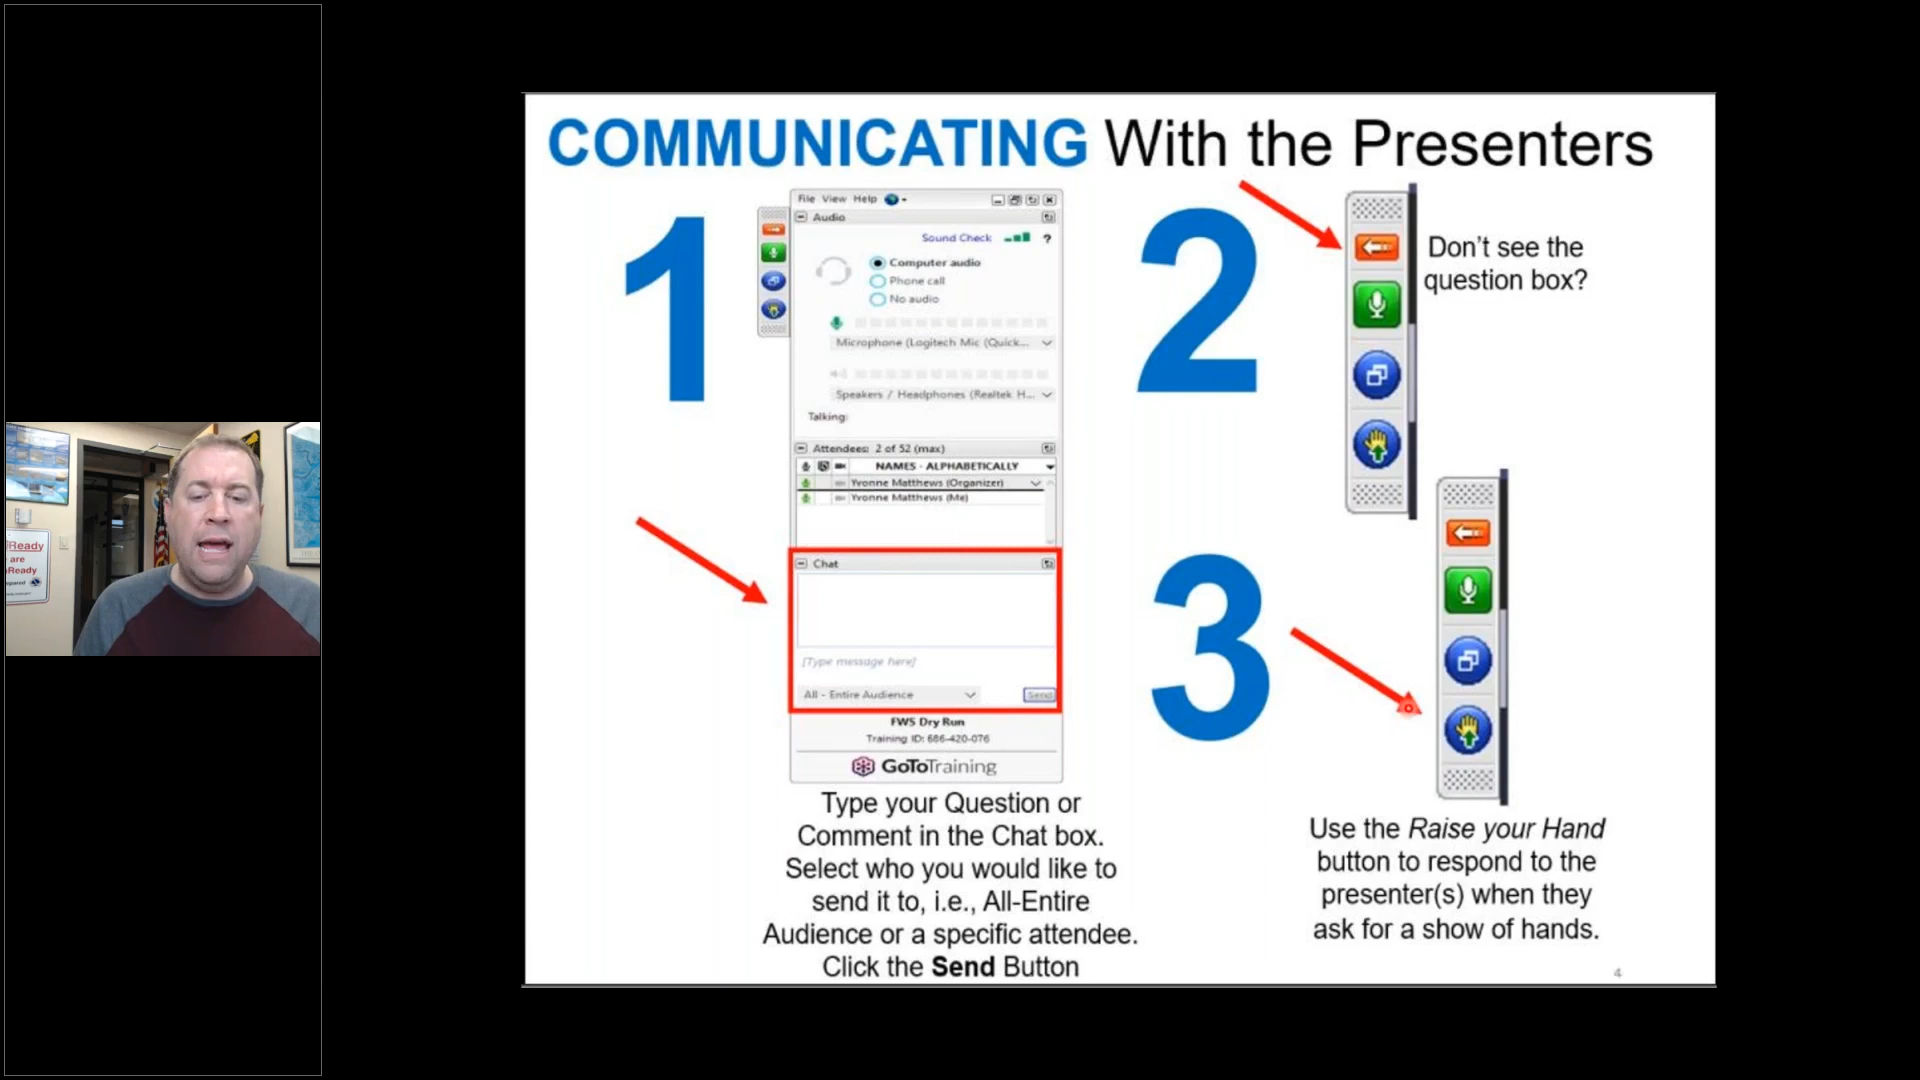 COMMUNICATING With the Presenters
1
File View Help
Audio
Sound Check ?
Computer audio
Phone call
No audio
Microphone (Logitech Mic (Quick...
Speakers / Headphones (Realtek H...
Talking:
Attendees: 2 of 52 (max)
NAMES - ALPHABETICALLY
Yvonne Matthews (Organizer)
Yvonne Matthews (Me)
Chat
[Type message here]
All - Entire Audience
Send
FWS Dry Run
Training ID: 686-420-076
GoToTraining
Type your Question or
Comment in the Chat box.
Select who you would like to
send it to, i.e., All-Entire
Audience or a specific attendee.
Click the Send Button
2
Don't see the
question box?
3
Use the Raise your Hand
button to respond to the
presenter(s) when they
ask for a show of hands.
4
Ready
are
Ready